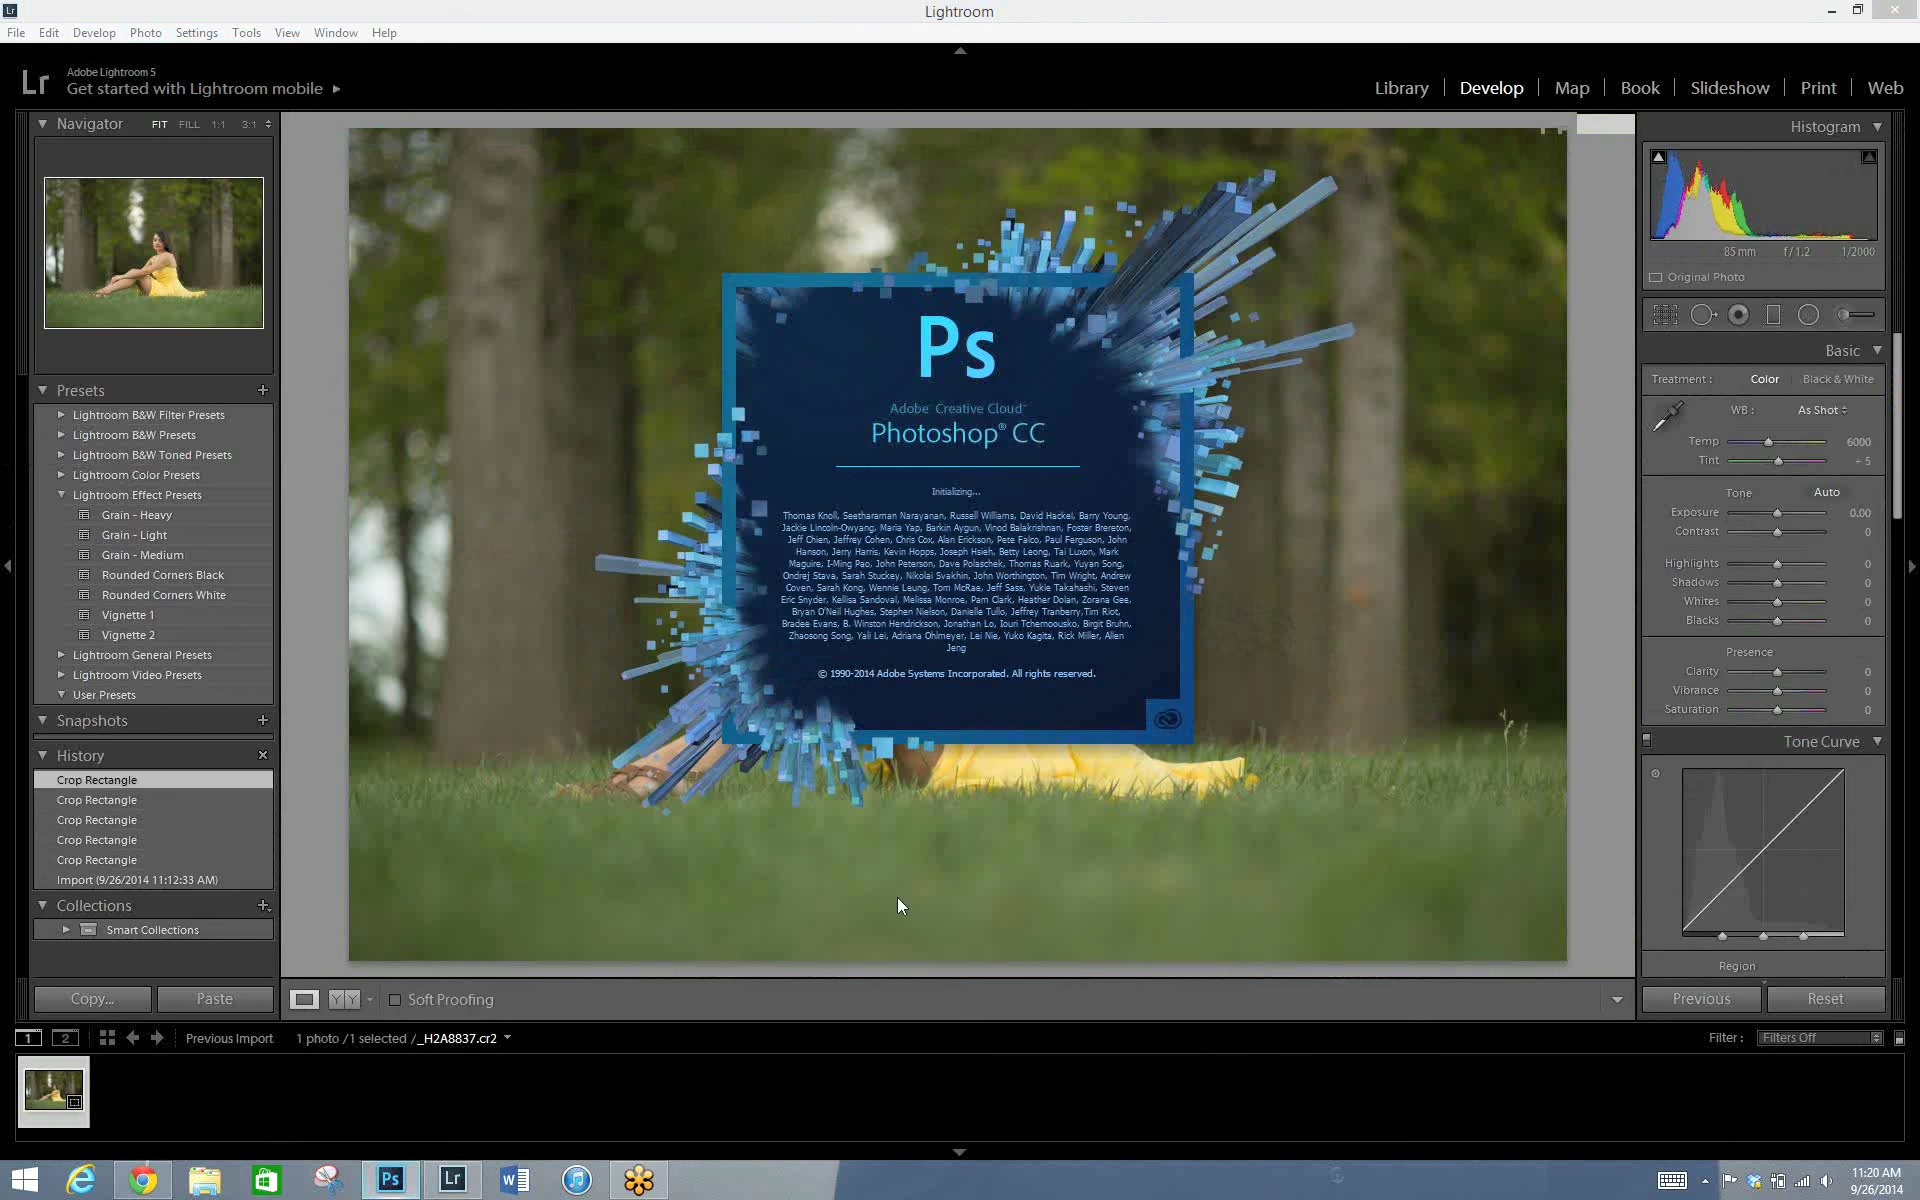 Lr
Lightroom
File Edit Develop Photo Settings Tools View Window Help
Lr
Adobe Lightroom 5
Get started with Lightroom mobile
Library Develop Map Book Slideshow Print Web
Navigator FIT FILL 1:1 3:1
Histogram
85 mm f / 1.2 1/2000
Original Photo
Basic
Treatment : Color Black & White
WB : As Shot
Temp 6000
Tint + 5
Tone Auto
Exposure 0.00
Contrast 0
Highlights 0
Shadows 0
Whites 0
Blacks 0
Presence
Clarity 0
Vibrance 0
Saturation 0
Tone Curve
Region
Previous Reset
Presets
Lightroom B&W Filter Presets
Lightroom B&W Presets
Lightroom B&W Toned Presets
Lightroom Color Presets
Lightroom Effect Presets
Grain - Heavy
Grain - Light
Grain - Medium
Rounded Corners Black
Rounded Corners White
Vignette 1
Vignette 2
Lightroom General Presets
Lightroom Video Presets
User Presets
Snapshots
History
Crop Rectangle
Crop Rectangle
Crop Rectangle
Crop Rectangle
Crop Rectangle
Import (9/26/2014 11:12:33 AM)
Collections
Smart Collections
Copy... Paste
Ps
Adobe Creative Cloud™
Photoshop® CC
Initializing...
Thomas Knoll, Seetharaman Narayanan, Russell Williams, David Hackel, Barry Young,
Jackie Lincoln-Owyang, Maria Yap, Barkin Aygun, Vinod Balakrishnan, Foster Brereton,
Jeff Chien, Jeffrey Cohen, Chris Cox, Alan Erickson, Pete Falco, Paul Ferguson, John
Hanson, Jerry Harris, Kevin Hopps, Joseph Hsieh, Betty Leong, Tai Luxon, Mark
Maguire, I-Ming Pao, John Peterson, Dave Polaschek, Thomas Ruark, Yuyan Song,
Ondrej Stava, Sarah Stuckey, Nikolai Svakhin, John Worthington, Tim Wright, Andrew
Coven, Sarah Kong, Wennie Leung, Tom McRae, Jeff Sass, Yukie Takahashi, Steven
Eric Snyder, Kellisa Sandoval, Melissa Monroe, Pam Clark, Heather Dolan, Zorana Gee,
Bryan O'Neil Hughes, Stephen Nielson, Danielle Tullo, Jeffrey Tranberry,Tim Riot,
Bradee Evans, B. Winston Hendrickson, Jonathan Lo, Iouri Tchernoousko, Birgit Bruhn,
Zhaosong Song, Yali Lei, Adriana Ohlmeyer, Lei Nie, Yuko Kagita, Rick Miller, Allen
Jeng
© 1990-2014 Adobe Systems Incorporated. All rights reserved.
Y Y Soft Proofing
1 2 Previous Import 1 photo /1 selected /_H2A8837.cr2
Filter : Filters Off
Ps Lr W
11:20 AM
9/26/2014